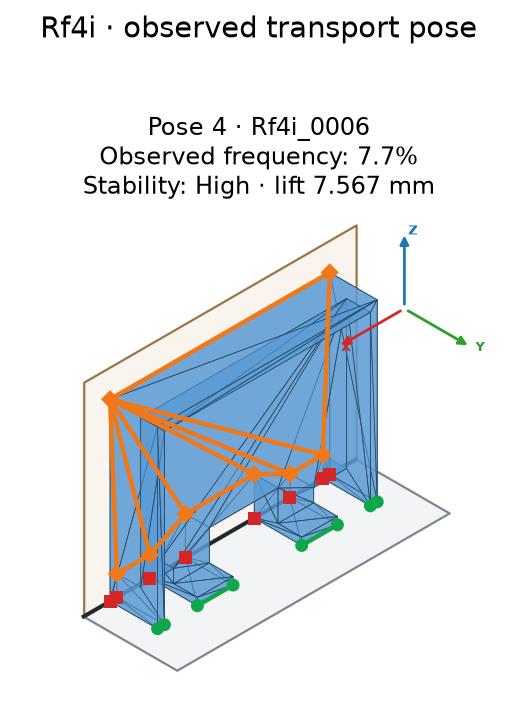 Rf4i · observed transport pose
Pose 4 · Rf4i_0006
Observed frequency: 7.7%
Stability: High · lift 7.567 mm
Z
X
Y